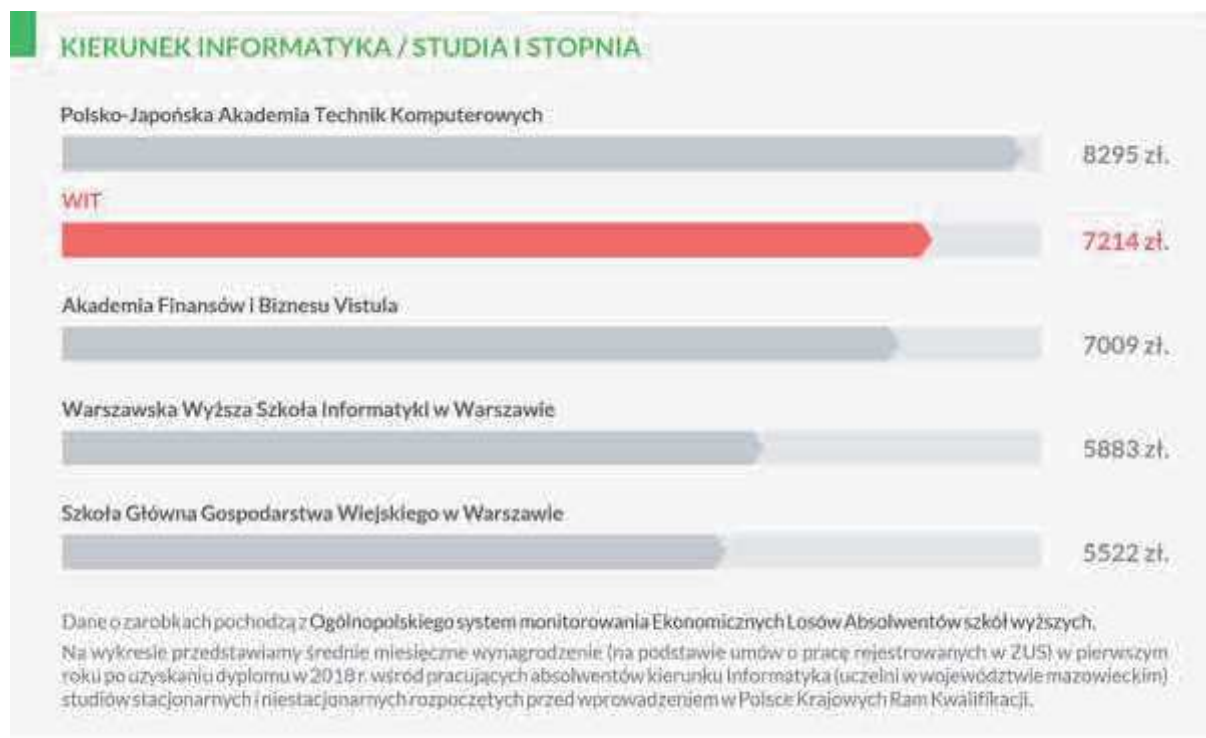 KIERUNEK INFORMATYKA / STUDIA I STOPNIA
Polsko-Japońska Akademia Technik Komputerowych
8295 zł.
WIT
7214 zł.
Akademia Finansów i Biznesu Vistula
7009 zł.
Warszawska Wyższa Szkoła Informatyki w Warszawie
5883 zł.
Szkoła Główna Gospodarstwa Wiejskiego w Warszawie
5522 zł.
Dane o zarobkach pochodzą z Ogólnopolskiego system monitorowania Ekonomicznych Losów Absolwentów szkół wyższych.
Na wykresie przedstawiamy średnie miesięczne wynagrodzenie (na podstawie umów o pracę rejestrowanych w ZUS) w pierwszym
roku po uzyskaniu dyplomu w 2018 r. wśród pracujących absolwentów kierunku Informatyka (uczelni w województwie mazowieckim)
studiów stacjonarnych i niestacjonarnych rozpoczętych przed wprowadzeniem w Polsce Krajowych Ram Kwalifikacji.